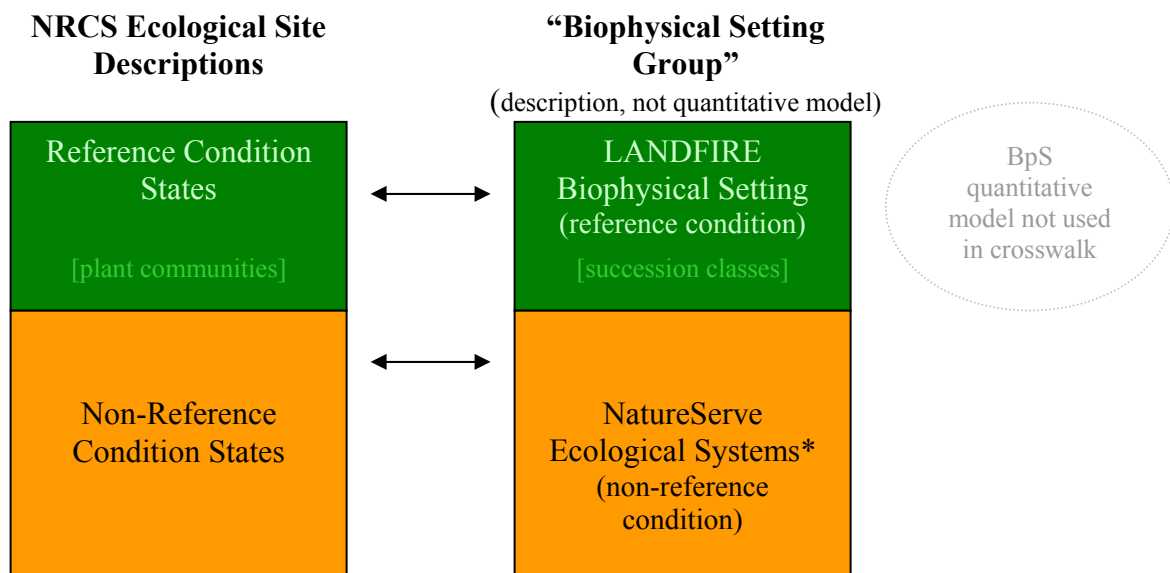 NRCS Ecological Site
Descriptions
“Biophysical Setting
Group”
(description, not quantitative model)
Reference Condition
States
[plant communities]
LANDFIRE
Biophysical Setting
(reference condition)
[succession classes]
BpS
quantitative
model not used
in crosswalk
Non-Reference
Condition States
NatureServe
Ecological Systems*
(non-reference
condition)